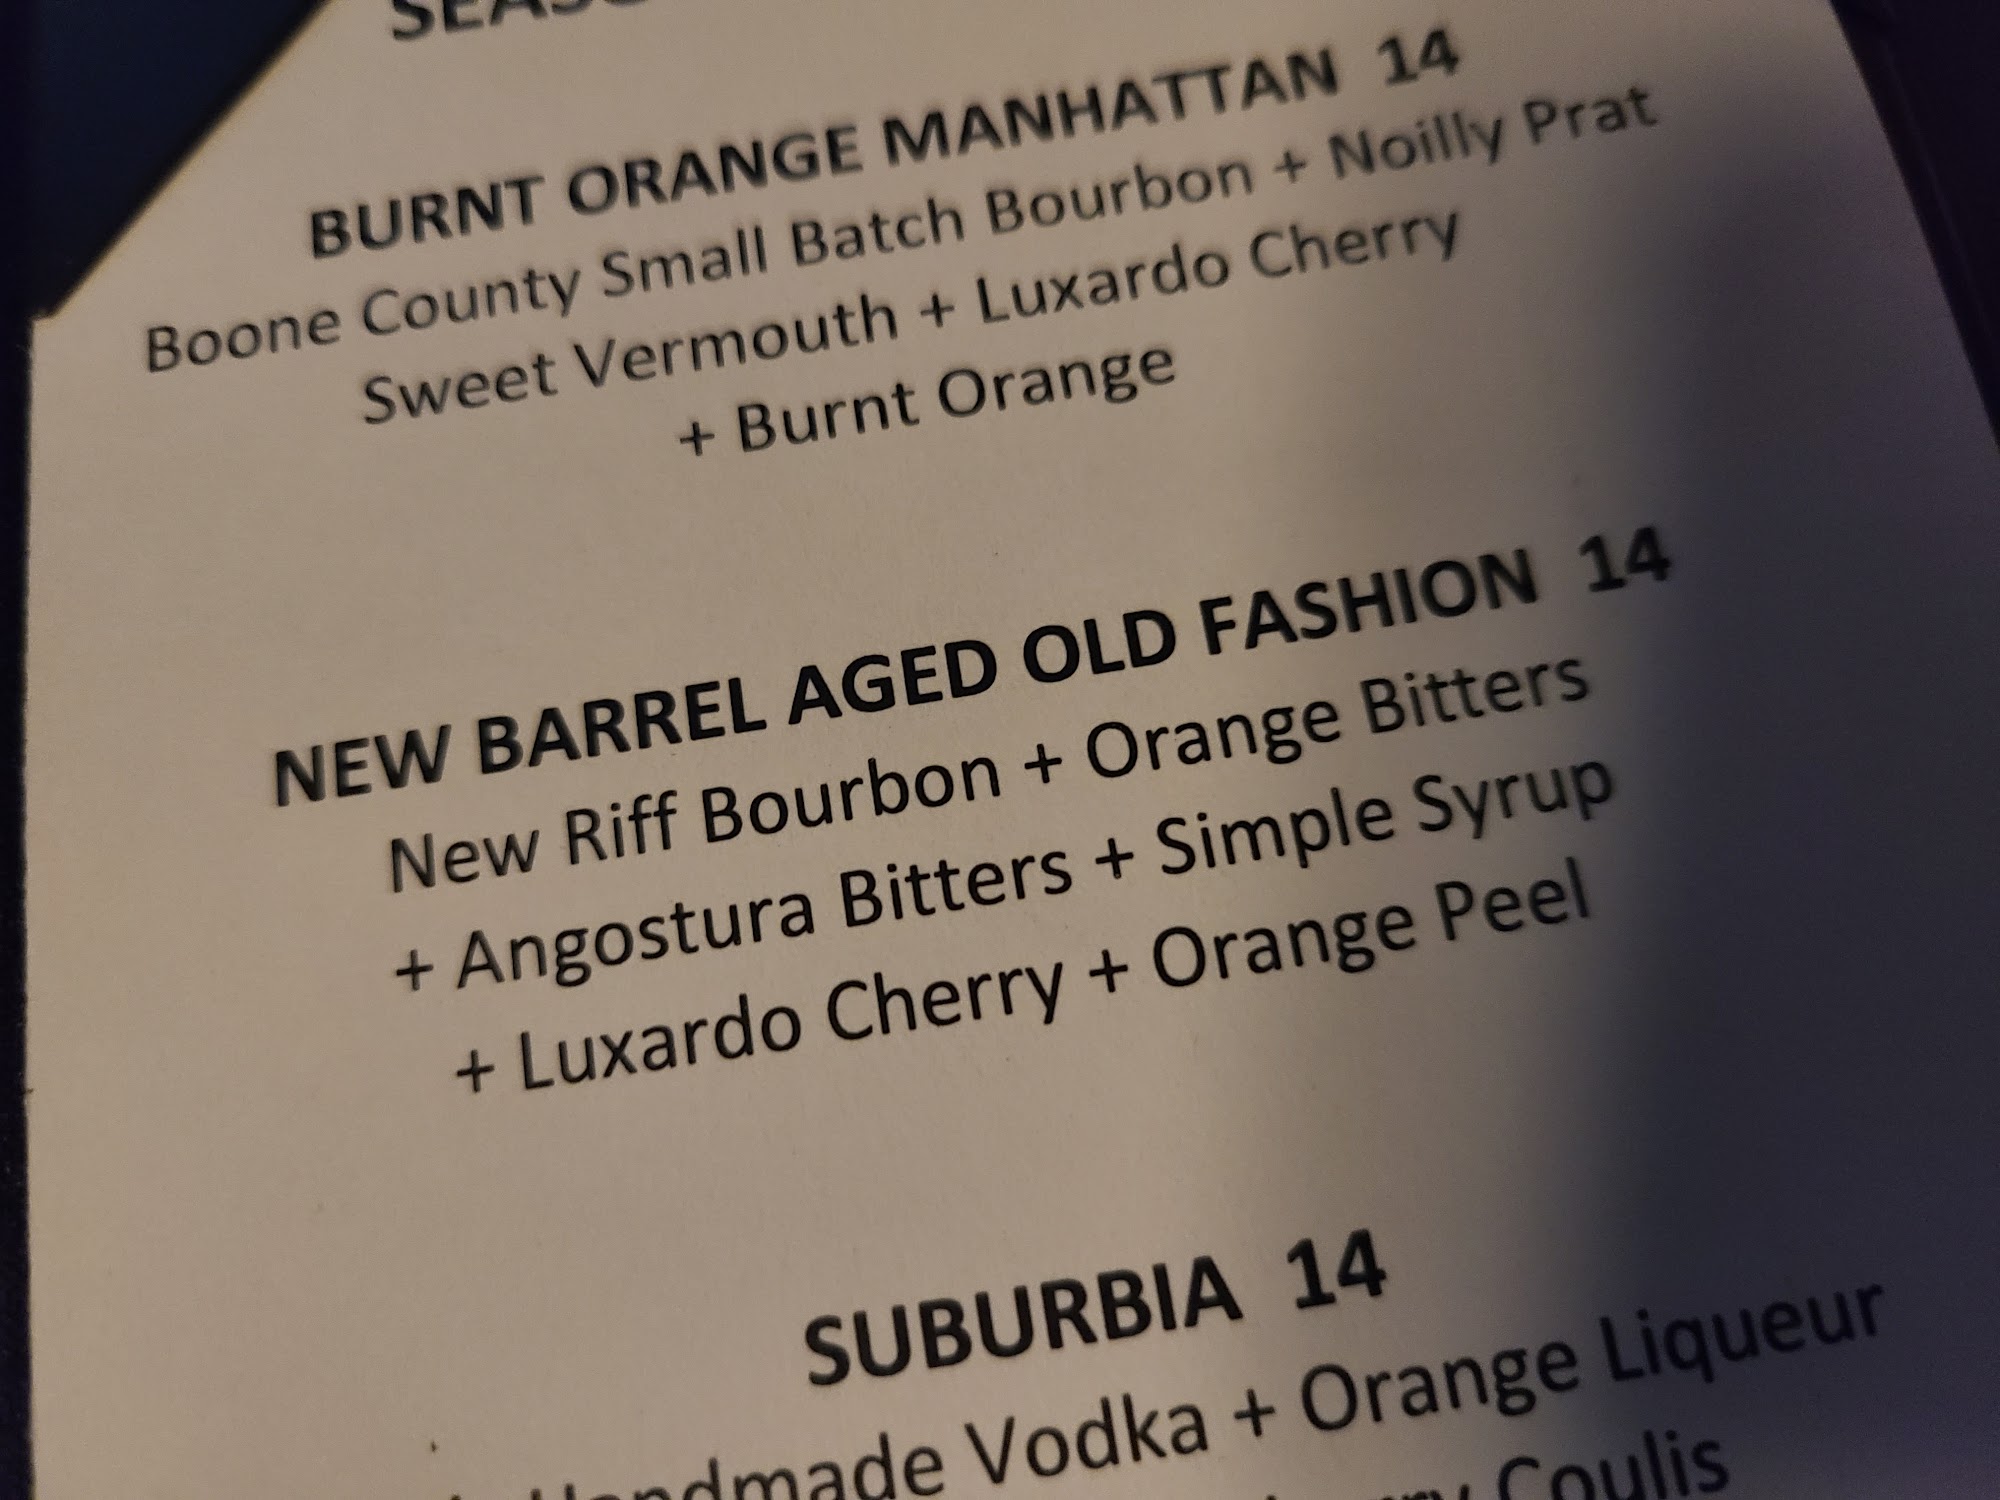 BURNT ORANGE MANHATTAN 14
Boone County Small Batch Bourbon + Noilly Prat
Sweet Vermouth + Luxardo Cherry
+ Burnt Orange
NEW BARREL AGED OLD FASHION 14
New Riff Bourbon + Orange Bitters
+ Angostura Bitters + Simple Syrup
+ Luxardo Cherry + Orange Peel
SUBURBIA 14
Handmade Vodka + Orange Liqueur
Coulis